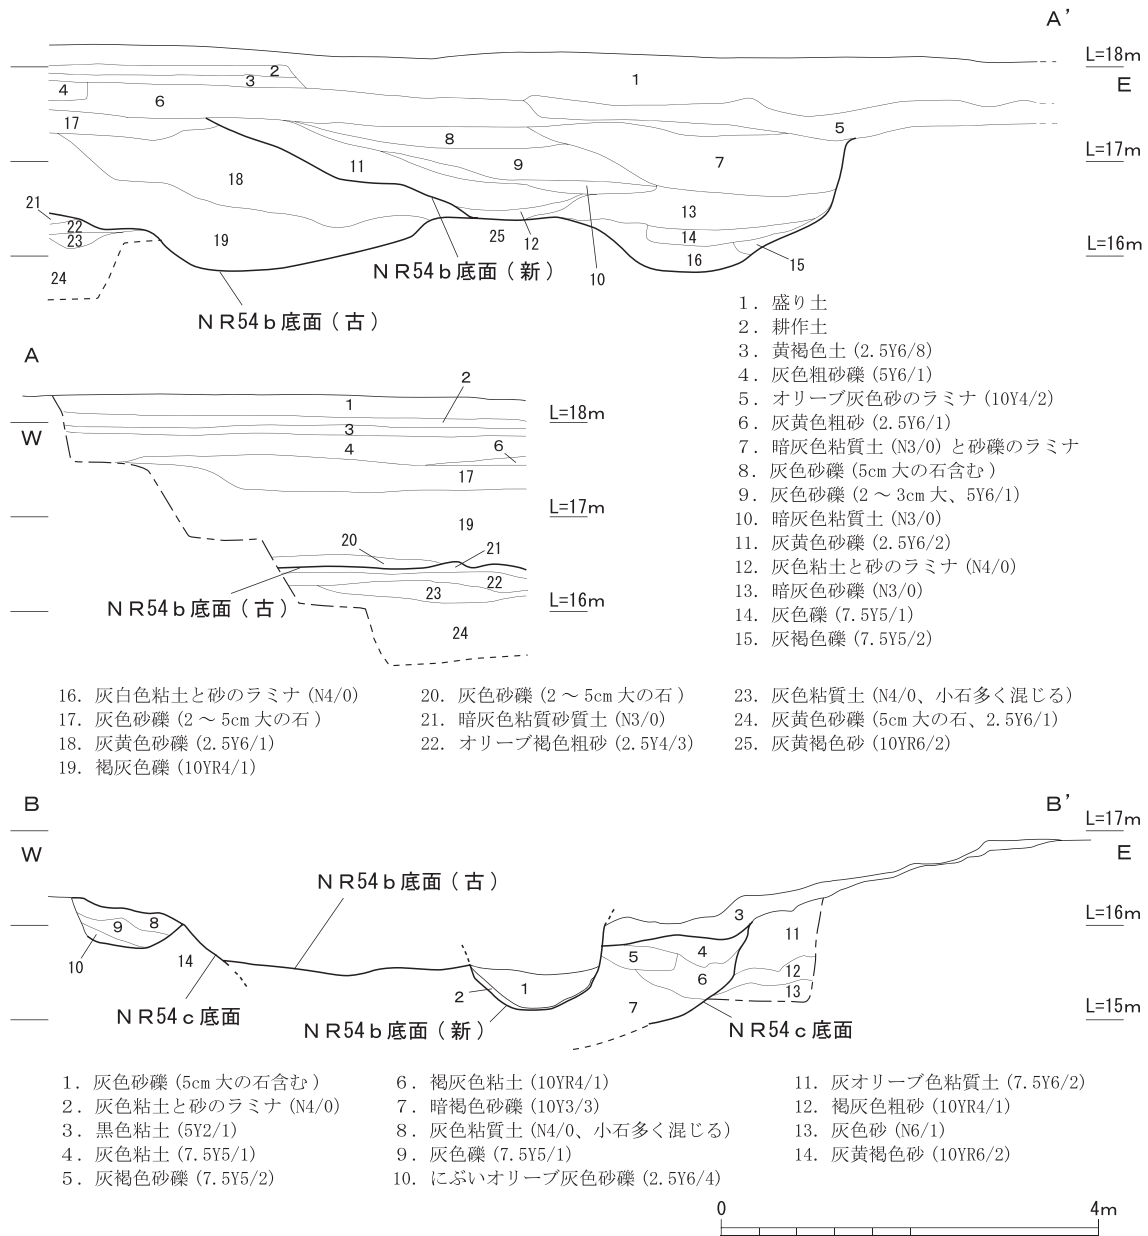 A’
L=18m
E
1
2
3
4
6
17
5
8
9
7
11
L=17m
18
21
22
23
24
19
25
12
13
14
16
15
10
L=16m
NR54b底面(新)
NR54b底面(古)
1. 盛り土
2. 耕作土
3. 黄褐色土(2.5Y6/8)
4. 灰色粗砂礫(5Y6/1)
5. オリーブ灰色砂のラミナ(10Y4/2)
6. 灰黄色粗砂(2.5Y6/1)
7. 暗灰色粘質土(N3/0)と砂礫のラミナ
8. 灰色砂礫(5cm大の石含む)
9. 灰色砂礫(2〜3cm大、5Y6/1)
10. 暗灰色粘質土(N3/0)
11. 灰黄色砂礫(2.5Y6/2)
12. 灰色粘土と砂のラミナ(N4/0)
13. 暗灰色砂礫(N3/0)
14. 灰色礫(7.5Y5/1)
15. 灰褐色礫(7.5Y5/2)
A
W
2
1
L=18m
3
4
6
17
L=17m
19
20
21
22
23
L=16m
NR54b底面(古)
24
16. 灰白色粘土と砂のラミナ(N4/0)
17. 灰色砂礫(2〜5cm大の石)
18. 灰黄色砂礫(2.5Y6/1)
19. 褐灰色礫(10YR4/1)
20. 灰色砂礫(2〜5cm大の石)
21. 暗灰色粘質砂質土(N3/0)
22. オリーブ褐色粗砂(2.5Y4/3)
23. 灰色粘質土(N4/0、小石多く混じる)
24. 灰黄色砂礫(5cm大の石、2.5Y6/1)
25. 灰黄褐色砂(10YR6/2)
B
B’
L=17m
W
E
NR54b底面(古)
L=16m
9
8
10
14
3
11
5
4
6
12
13
1
2
7
L=15m
NR54c底面
NR54b底面(新)
NR54c底面
1. 灰色砂礫(5cm大の石含む)
2. 灰色粘土と砂のラミナ(N4/0)
3. 黒色粘土(5Y2/1)
4. 灰色粘土(7.5Y5/1)
5. 灰褐色砂礫(7.5Y5/2)
6. 褐灰色粘土(10YR4/1)
7. 暗褐色砂礫(10Y3/3)
8. 灰色粘質土(N4/0、小石多く混じる)
9. 灰色礫(7.5Y5/1)
10. にぶいオリーブ灰色砂礫(2.5Y6/4)
11. 灰オリーブ色粘質土(7.5Y6/2)
12. 褐灰色粗砂(10YR4/1)
13. 灰色砂(N6/1)
14. 灰黄褐色砂(10YR6/2)
0
4m